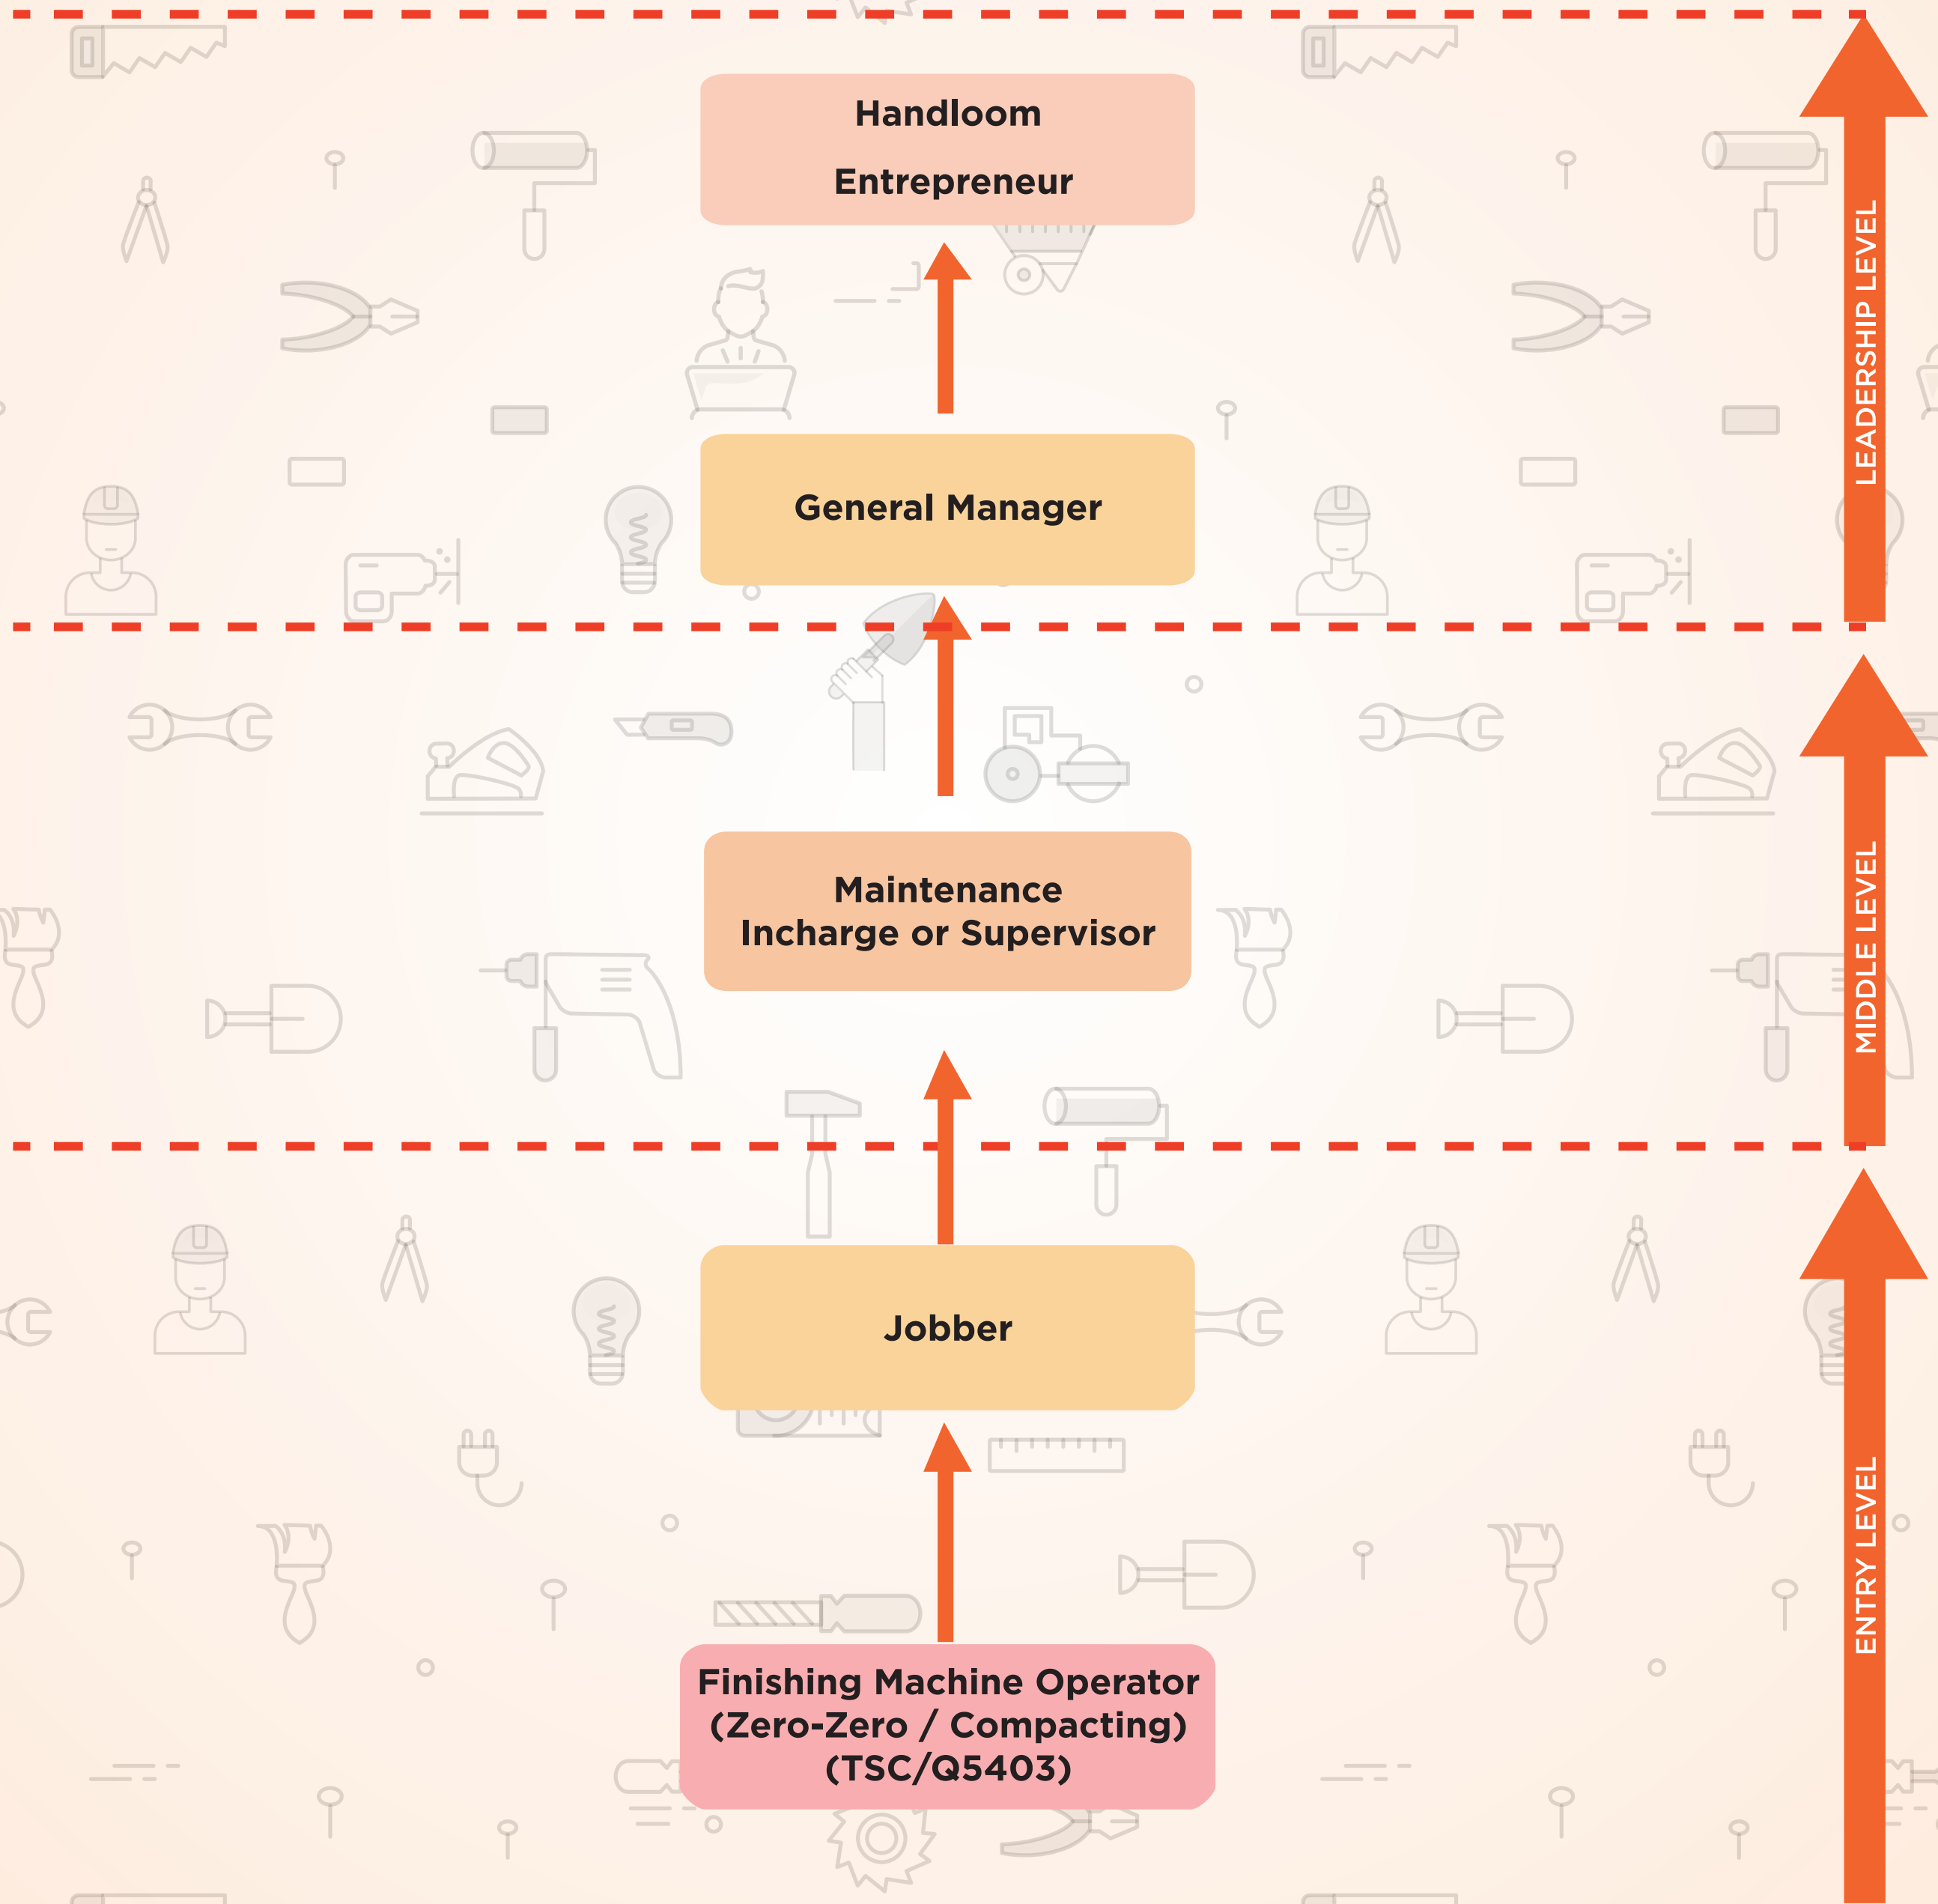 Handloom
Entrepreneur
LEADERSHIP LEVEL
General Manager
Maintenance
Incharge or Supervisor
MIDDLE LEVEL
Jobber
ENTRY LEVEL
Finishing Machine Operator
(Zero-Zero / Compacting)
(TSC/Q5403)